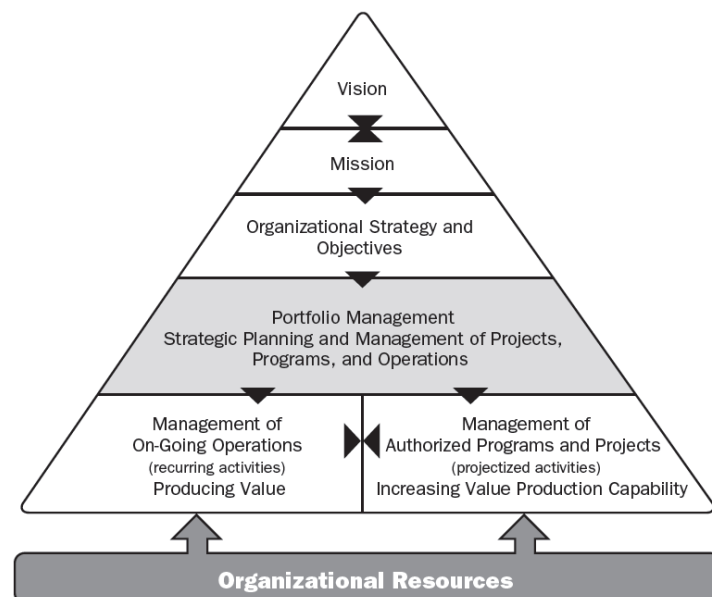 Vision
Mission
Organizational Strategy and
Objectives
Portfolio Management
Strategic Planning and Management of Projects,
Programs, and Operations
Management of
On-Going Operations
(recurring activities)
Producing Value
Management of
Authorized Programs and Projects
(projectized activities)
Increasing Value Production Capability
Organizational Resources